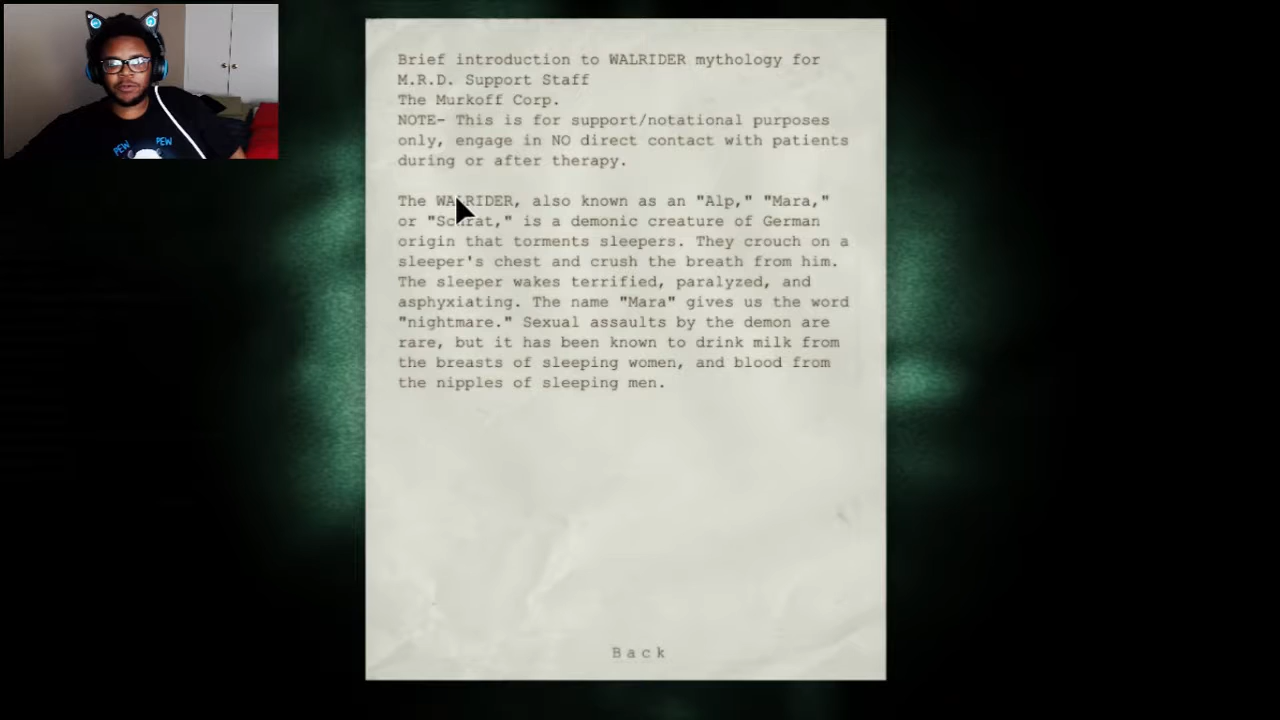 Brief introduction to WALRIDER mythology for
M.R.D. Support Staff
The Murkoff Corp.
NOTE- This is for support/notational purposes
only, engage in NO direct contact with patients
during or after therapy.
The WALRIDER, also known as an "Alp," "Mara,"
or "Schrat," is a demonic creature of German
origin that torments sleepers. They crouch on a
sleeper's chest and crush the breath from him.
The sleeper wakes terrified, paralyzed, and
asphyxiating. The name "Mara" gives us the word
"nightmare." Sexual assaults by the demon are
rare, but it has been known to drink milk from
the breasts of sleeping women, and blood from
the nipples of sleeping men.
Back
PEW
PEW